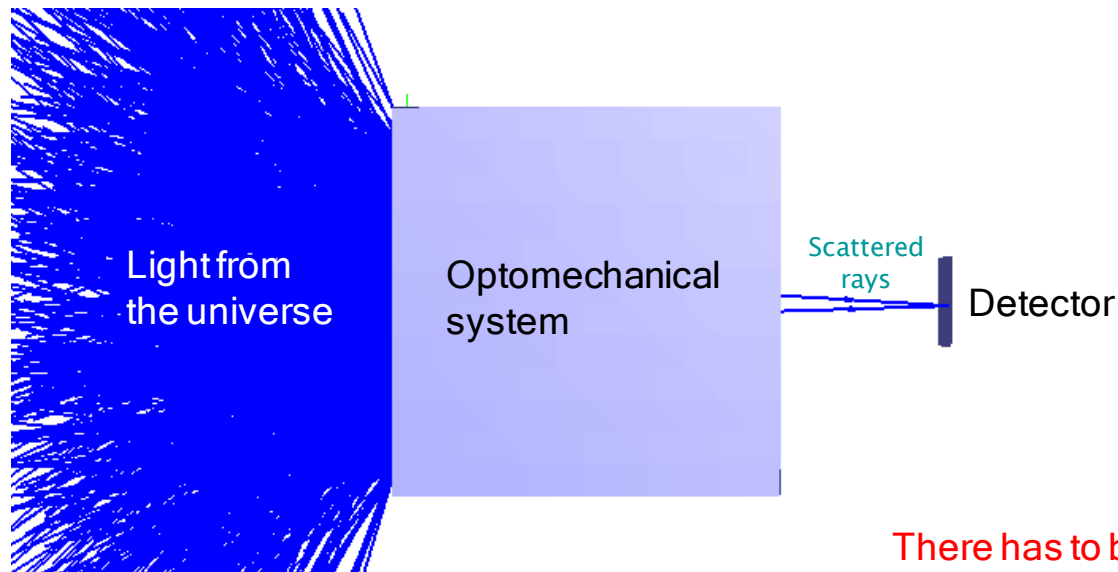 Light from
the universe
Optomechanical
system
Scattered
rays
Detector
There has to b